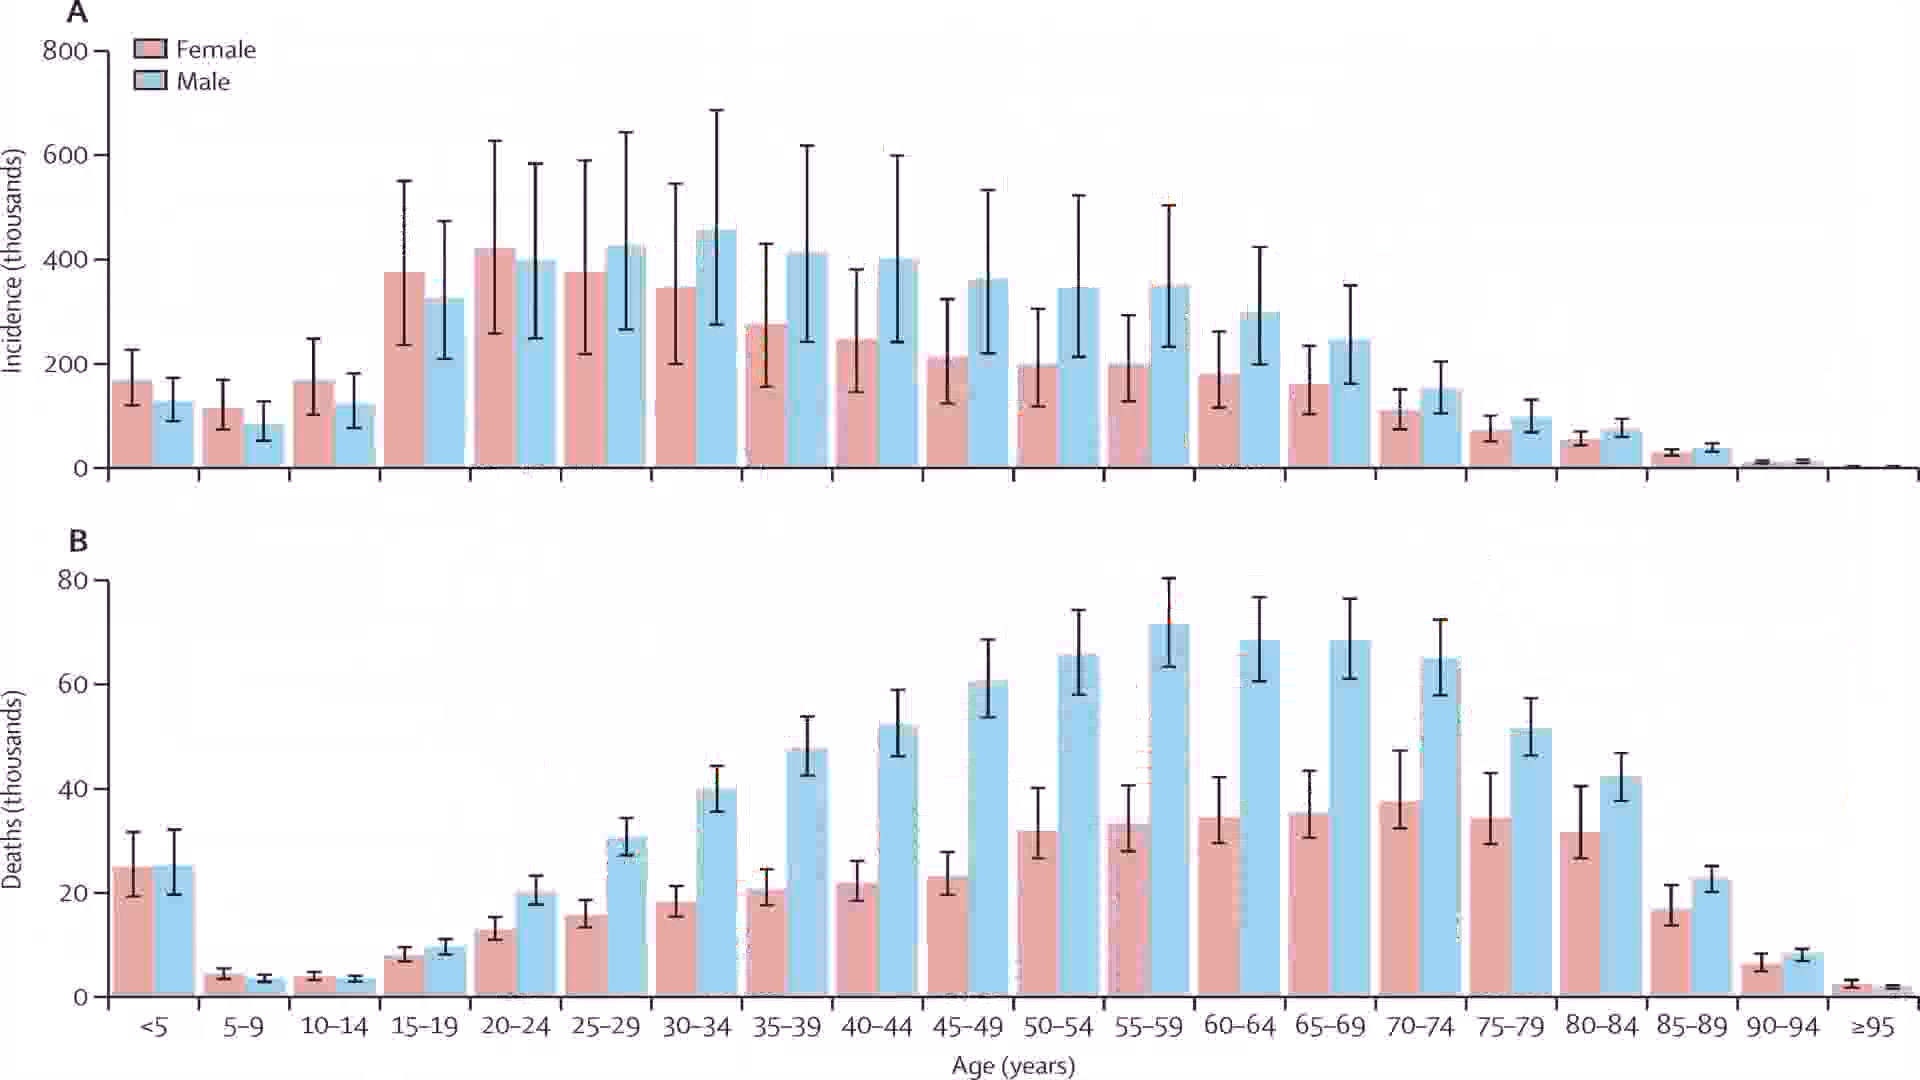 A
800
Female
Male
600
400
200
0
Incidence (thousands)
B
80
60
40
20
0
Deaths (thousands)
<5 5–9 10–14 15–19 20–24 25–29 30–34 35–39 40–44 45–49 50–54 55–59 60–64 65–69 70–74 75–79 80–84 85–89 90–94 ≥95
Age (years)